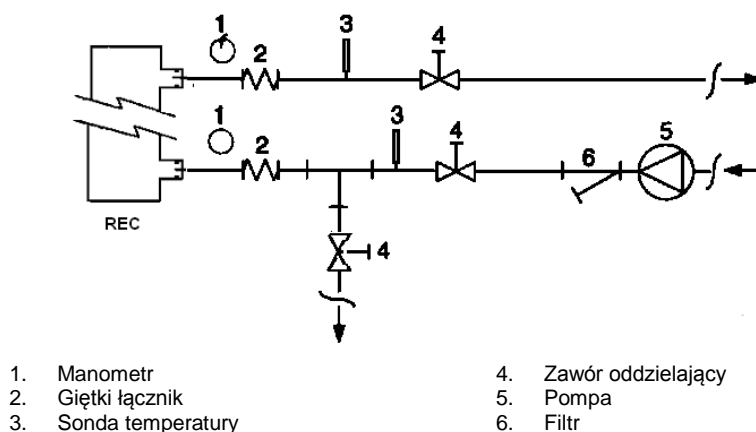 1 2 3 4
1 2 3 4 6 5
REC
4
1. Manometr
2. Giętki łącznik
3. Sonda temperatury
4. Zawór oddzielający
5. Pompa
6. Filtr